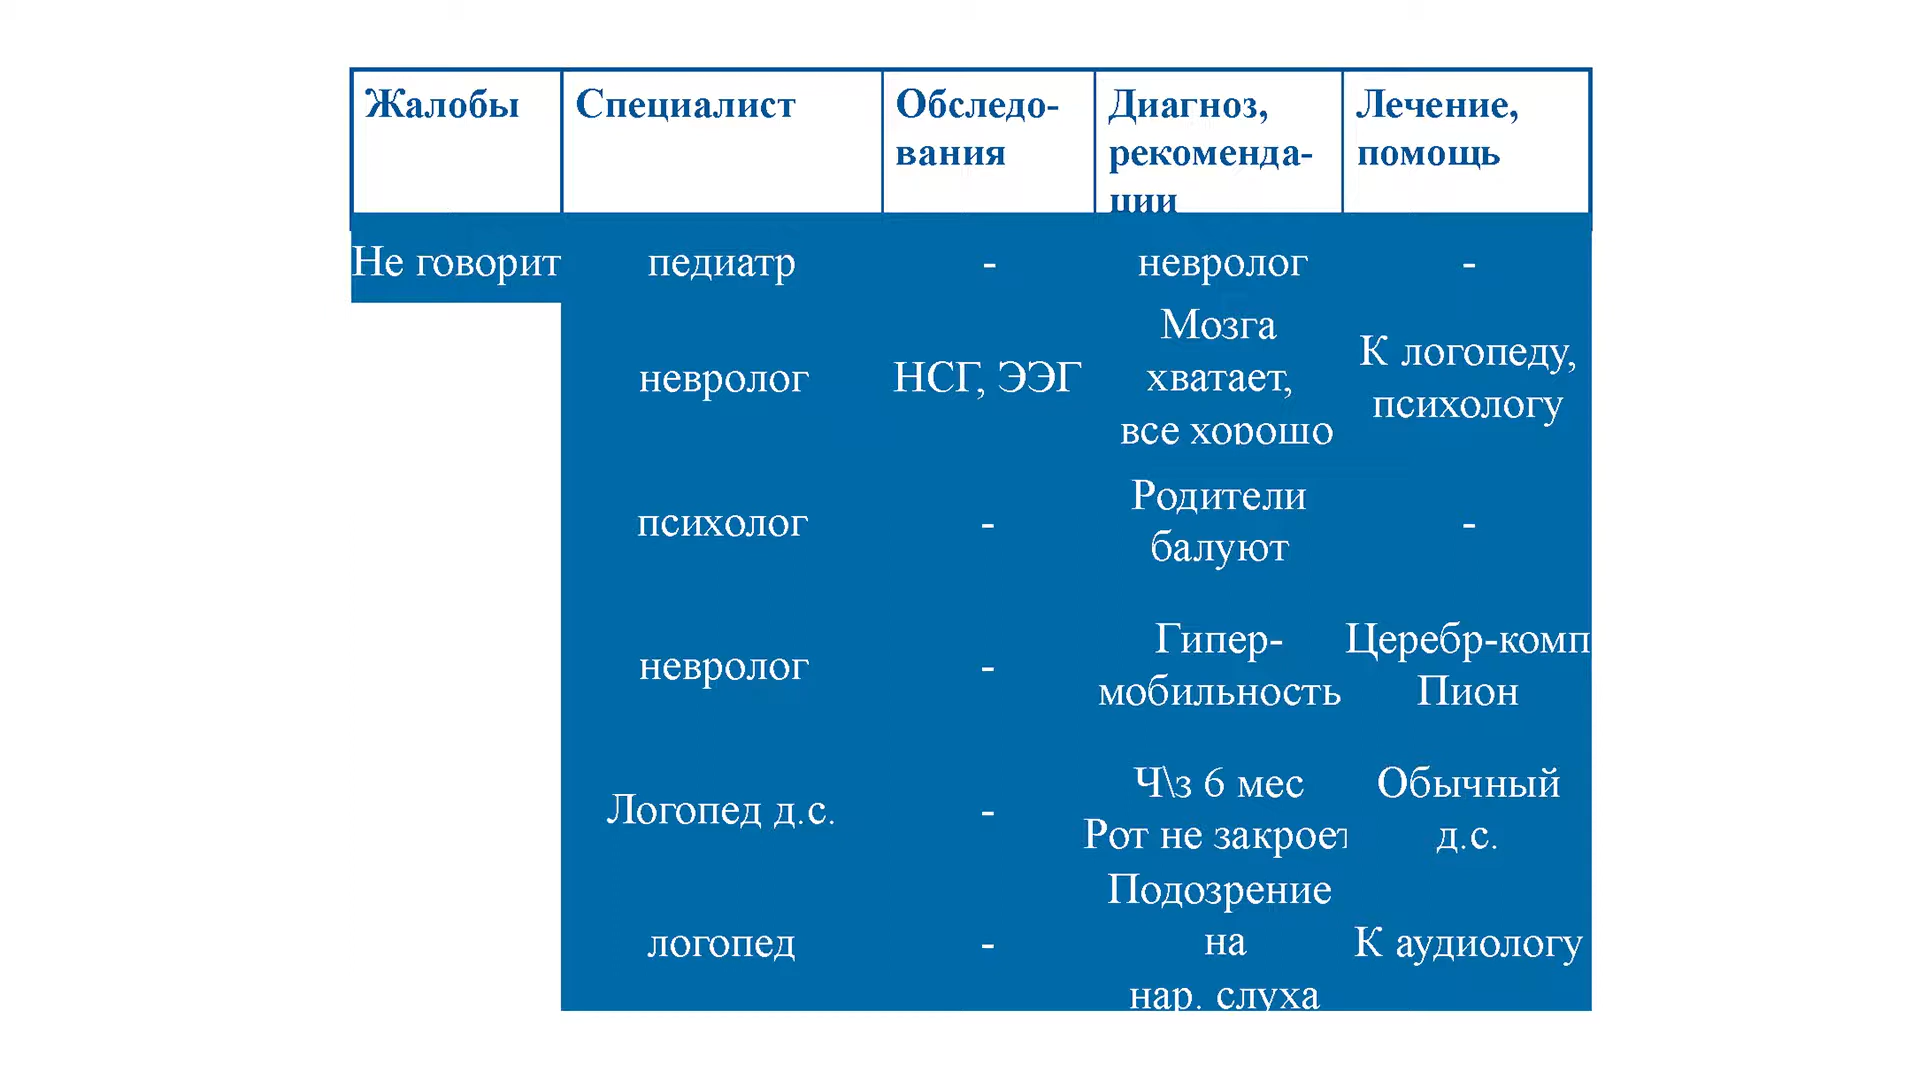 Жалобы
Специалист
Обследо-
вания
Диагноз,
рекоменда-
ции
Лечение,
помощь
Не говорит
педиатр
-
невролог
-
невролог
НСГ, ЭЭГ
Мозга
хватает,
все хорошо
К логопеду,
психологу
психолог
-
Родители
балуют
-
невролог
-
Гипер-
мобильность
Церебр-комп
Пион
Логопед д.с.
-
Ч\з 6 мес
Рот не закроет
Обычный
д.с.
логопед
-
Подозрение
на
нар. слуха
К аудиологу